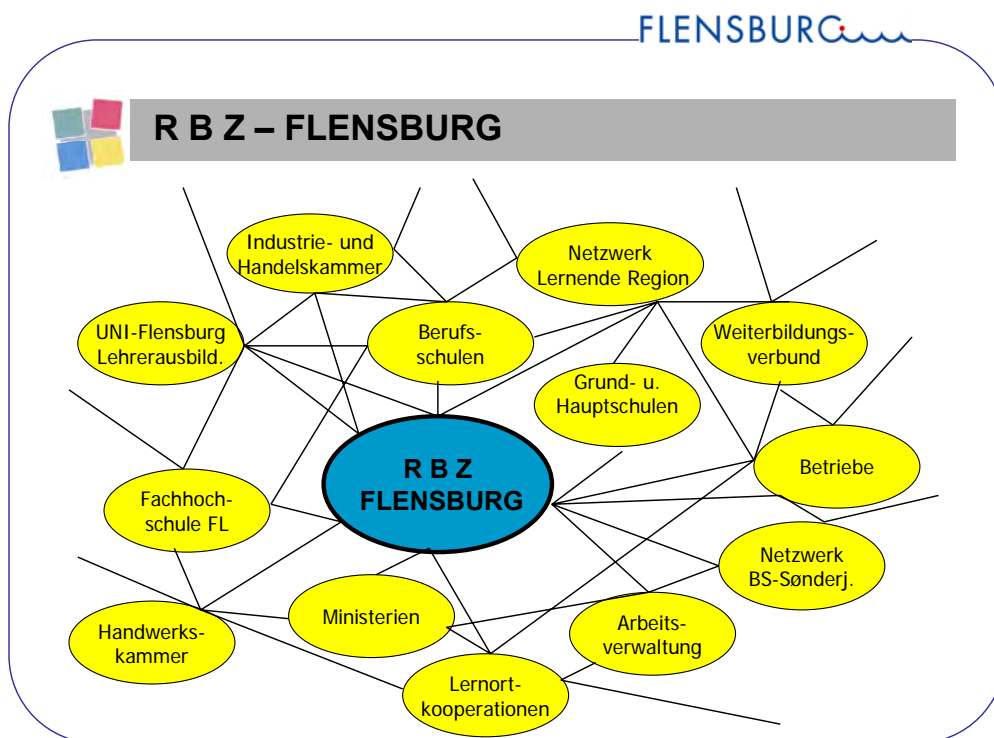 FLENSBURG
R B Z – FLENSBURG
Industrie- und
Handelskammer
Netzwerk
Lernende Region
UNI-Flensburg
Lehrerausbild.
Berufs-
schulen
Weiterbildungs-
verbund
Grund- u.
Hauptschulen
R B Z
FLENSBURG
Betriebe
Fachhoch-
schule FL
Netzwerk
BS-Sønderj.
Ministerien
Arbeits-
verwaltung
Handwerks-
kammer
Lernort-
kooperationen